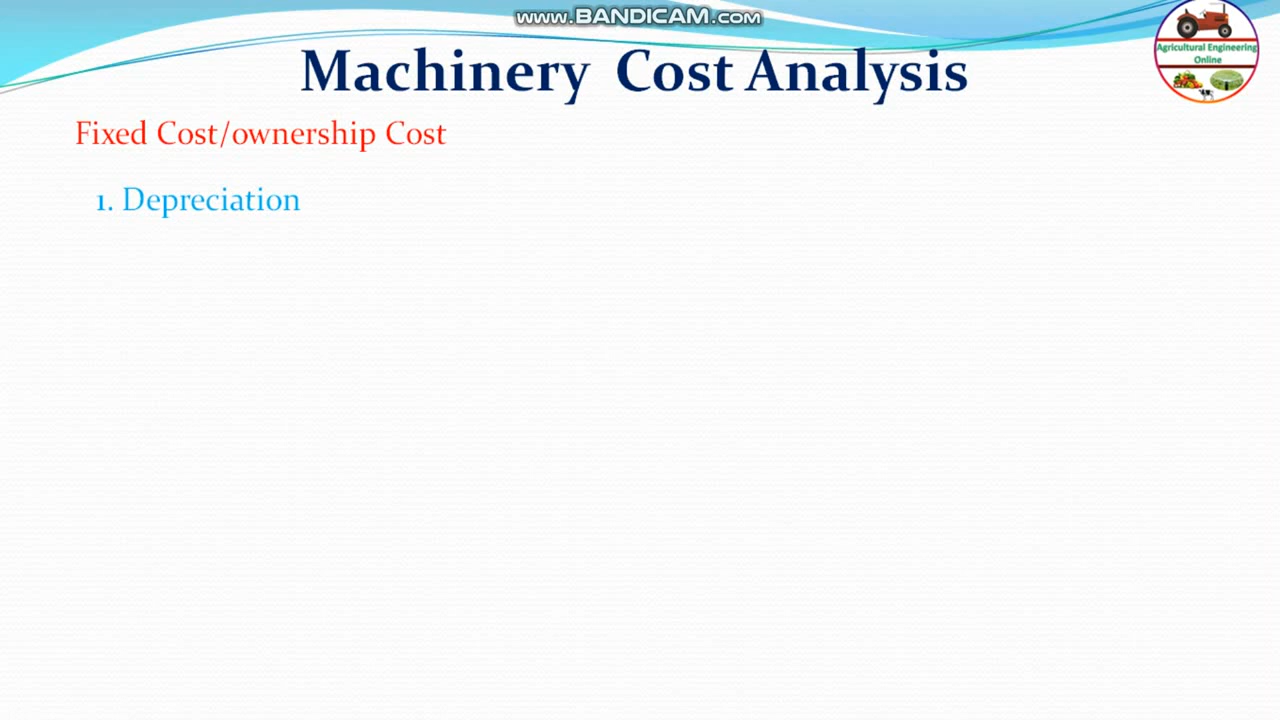 www.BANDICAM.com
Machinery Cost Analysis
Agricultural Engineering
Online
Fixed Cost/ownership Cost
1. Depreciation